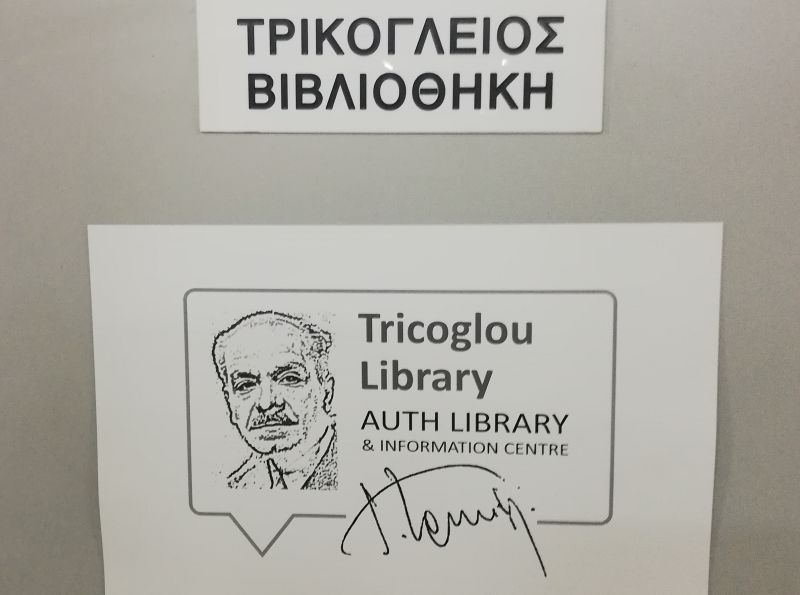 ΤΡΙΚΟΓΛΕΙΟΣ
ΒΙΒΛΙΟΘΗΚΗ
Tricoglou
Library
AUTH LIBRARY
& INFORMATION CENTRE